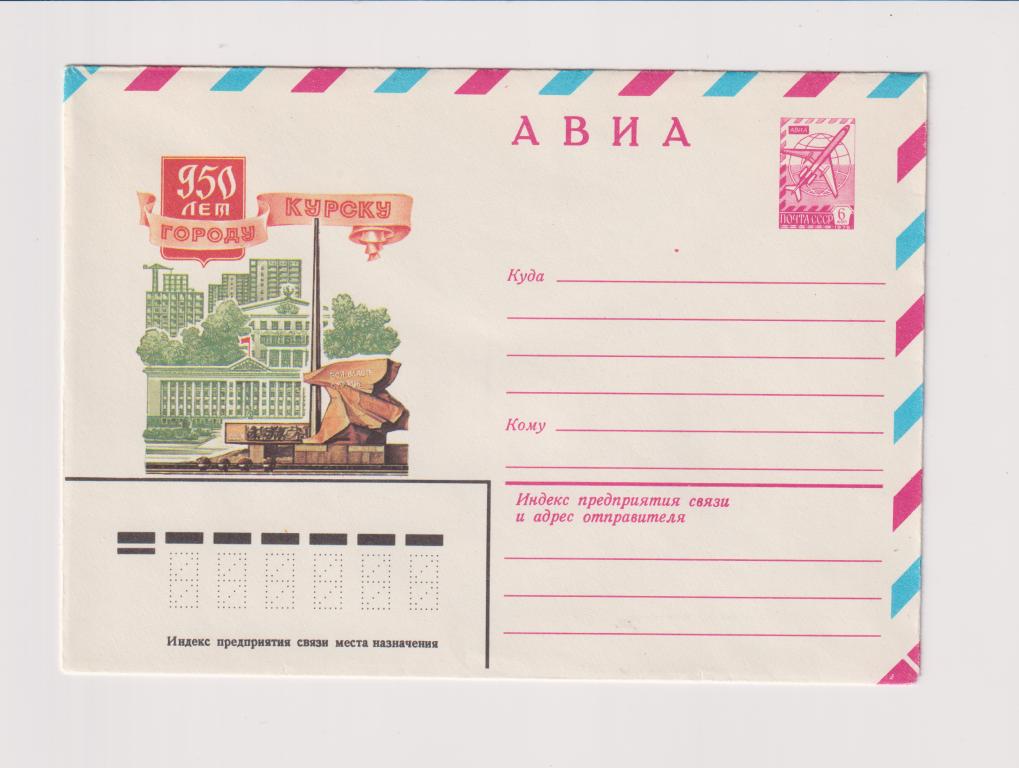 АВИА
АВИА
ПОЧТА СССР
6
950
ЛЕТ
ГОРОДУ
КУРСКУ
Куда
Кому
Индекс предприятия связи
и адрес отправителя
Индекс предприятия связи места назначения